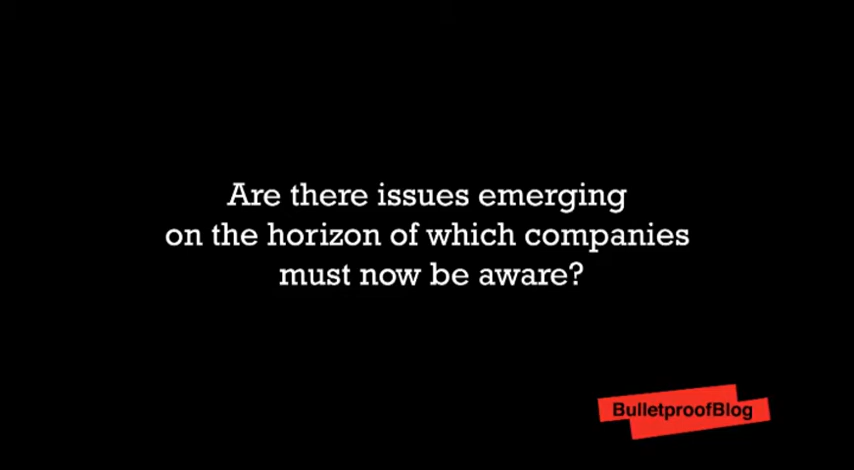 Are there issues emerging
on the horizon of which companies
must now be aware?
BulletproofBlog